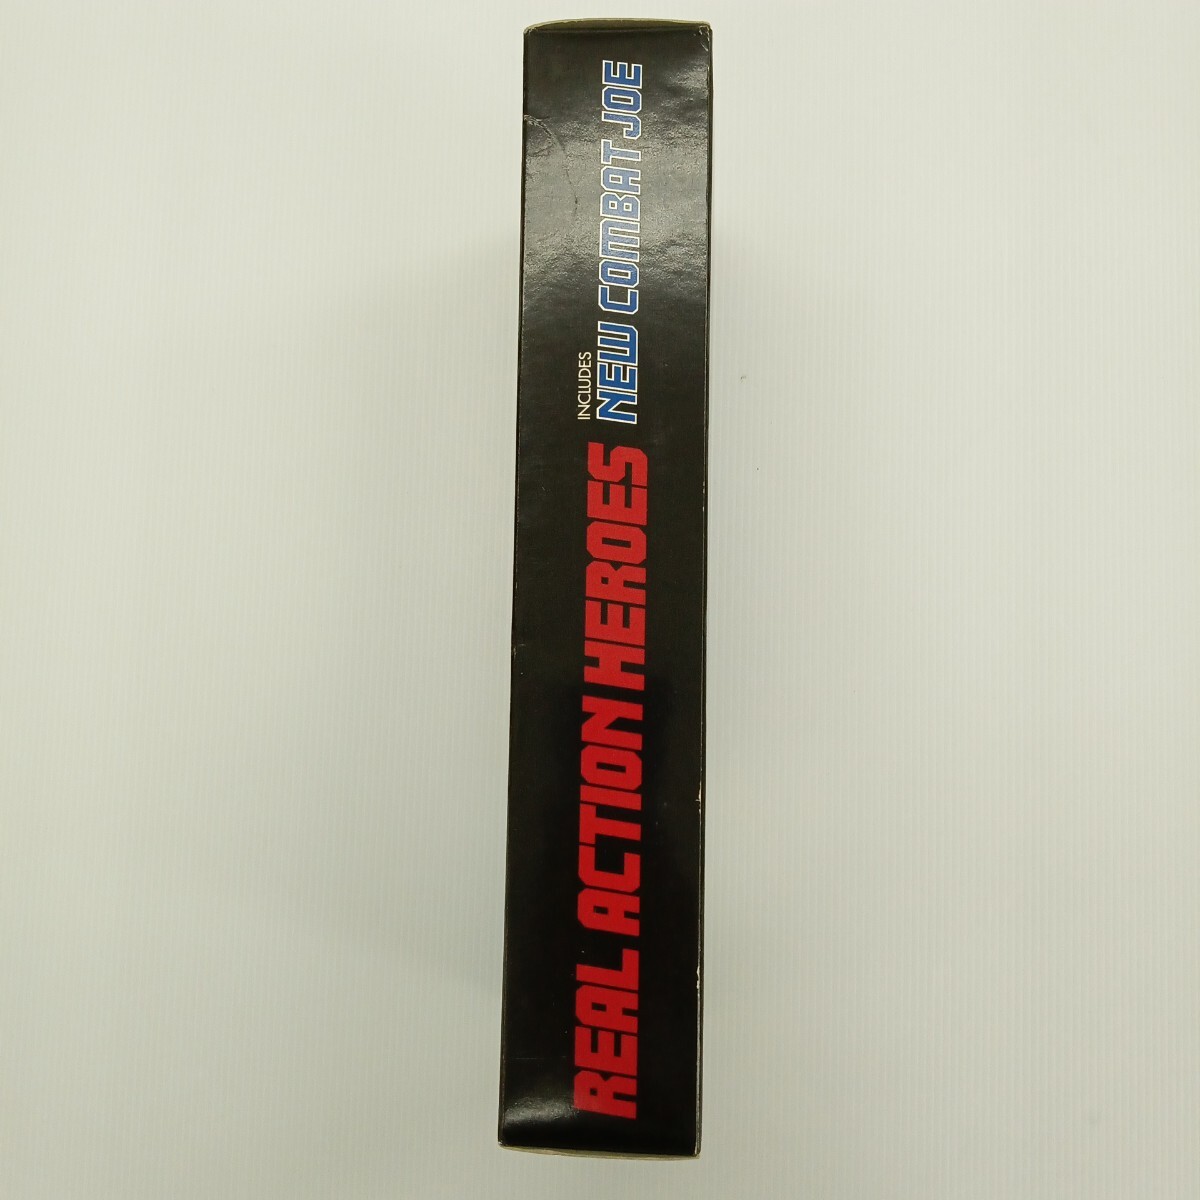 REAL ACTION HEROES
INCLUDES
NEW COMBAT JOE